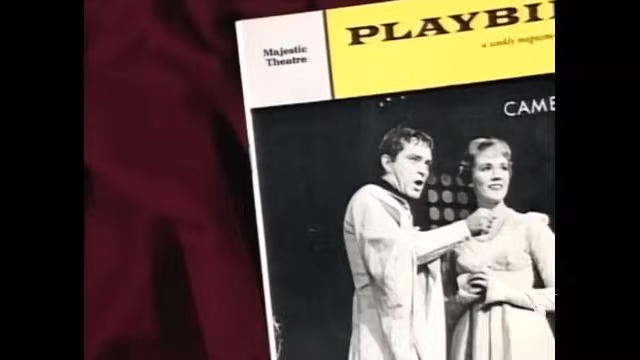 Majestic
Theatre
PLAYBI
a weekly magazine
CAME